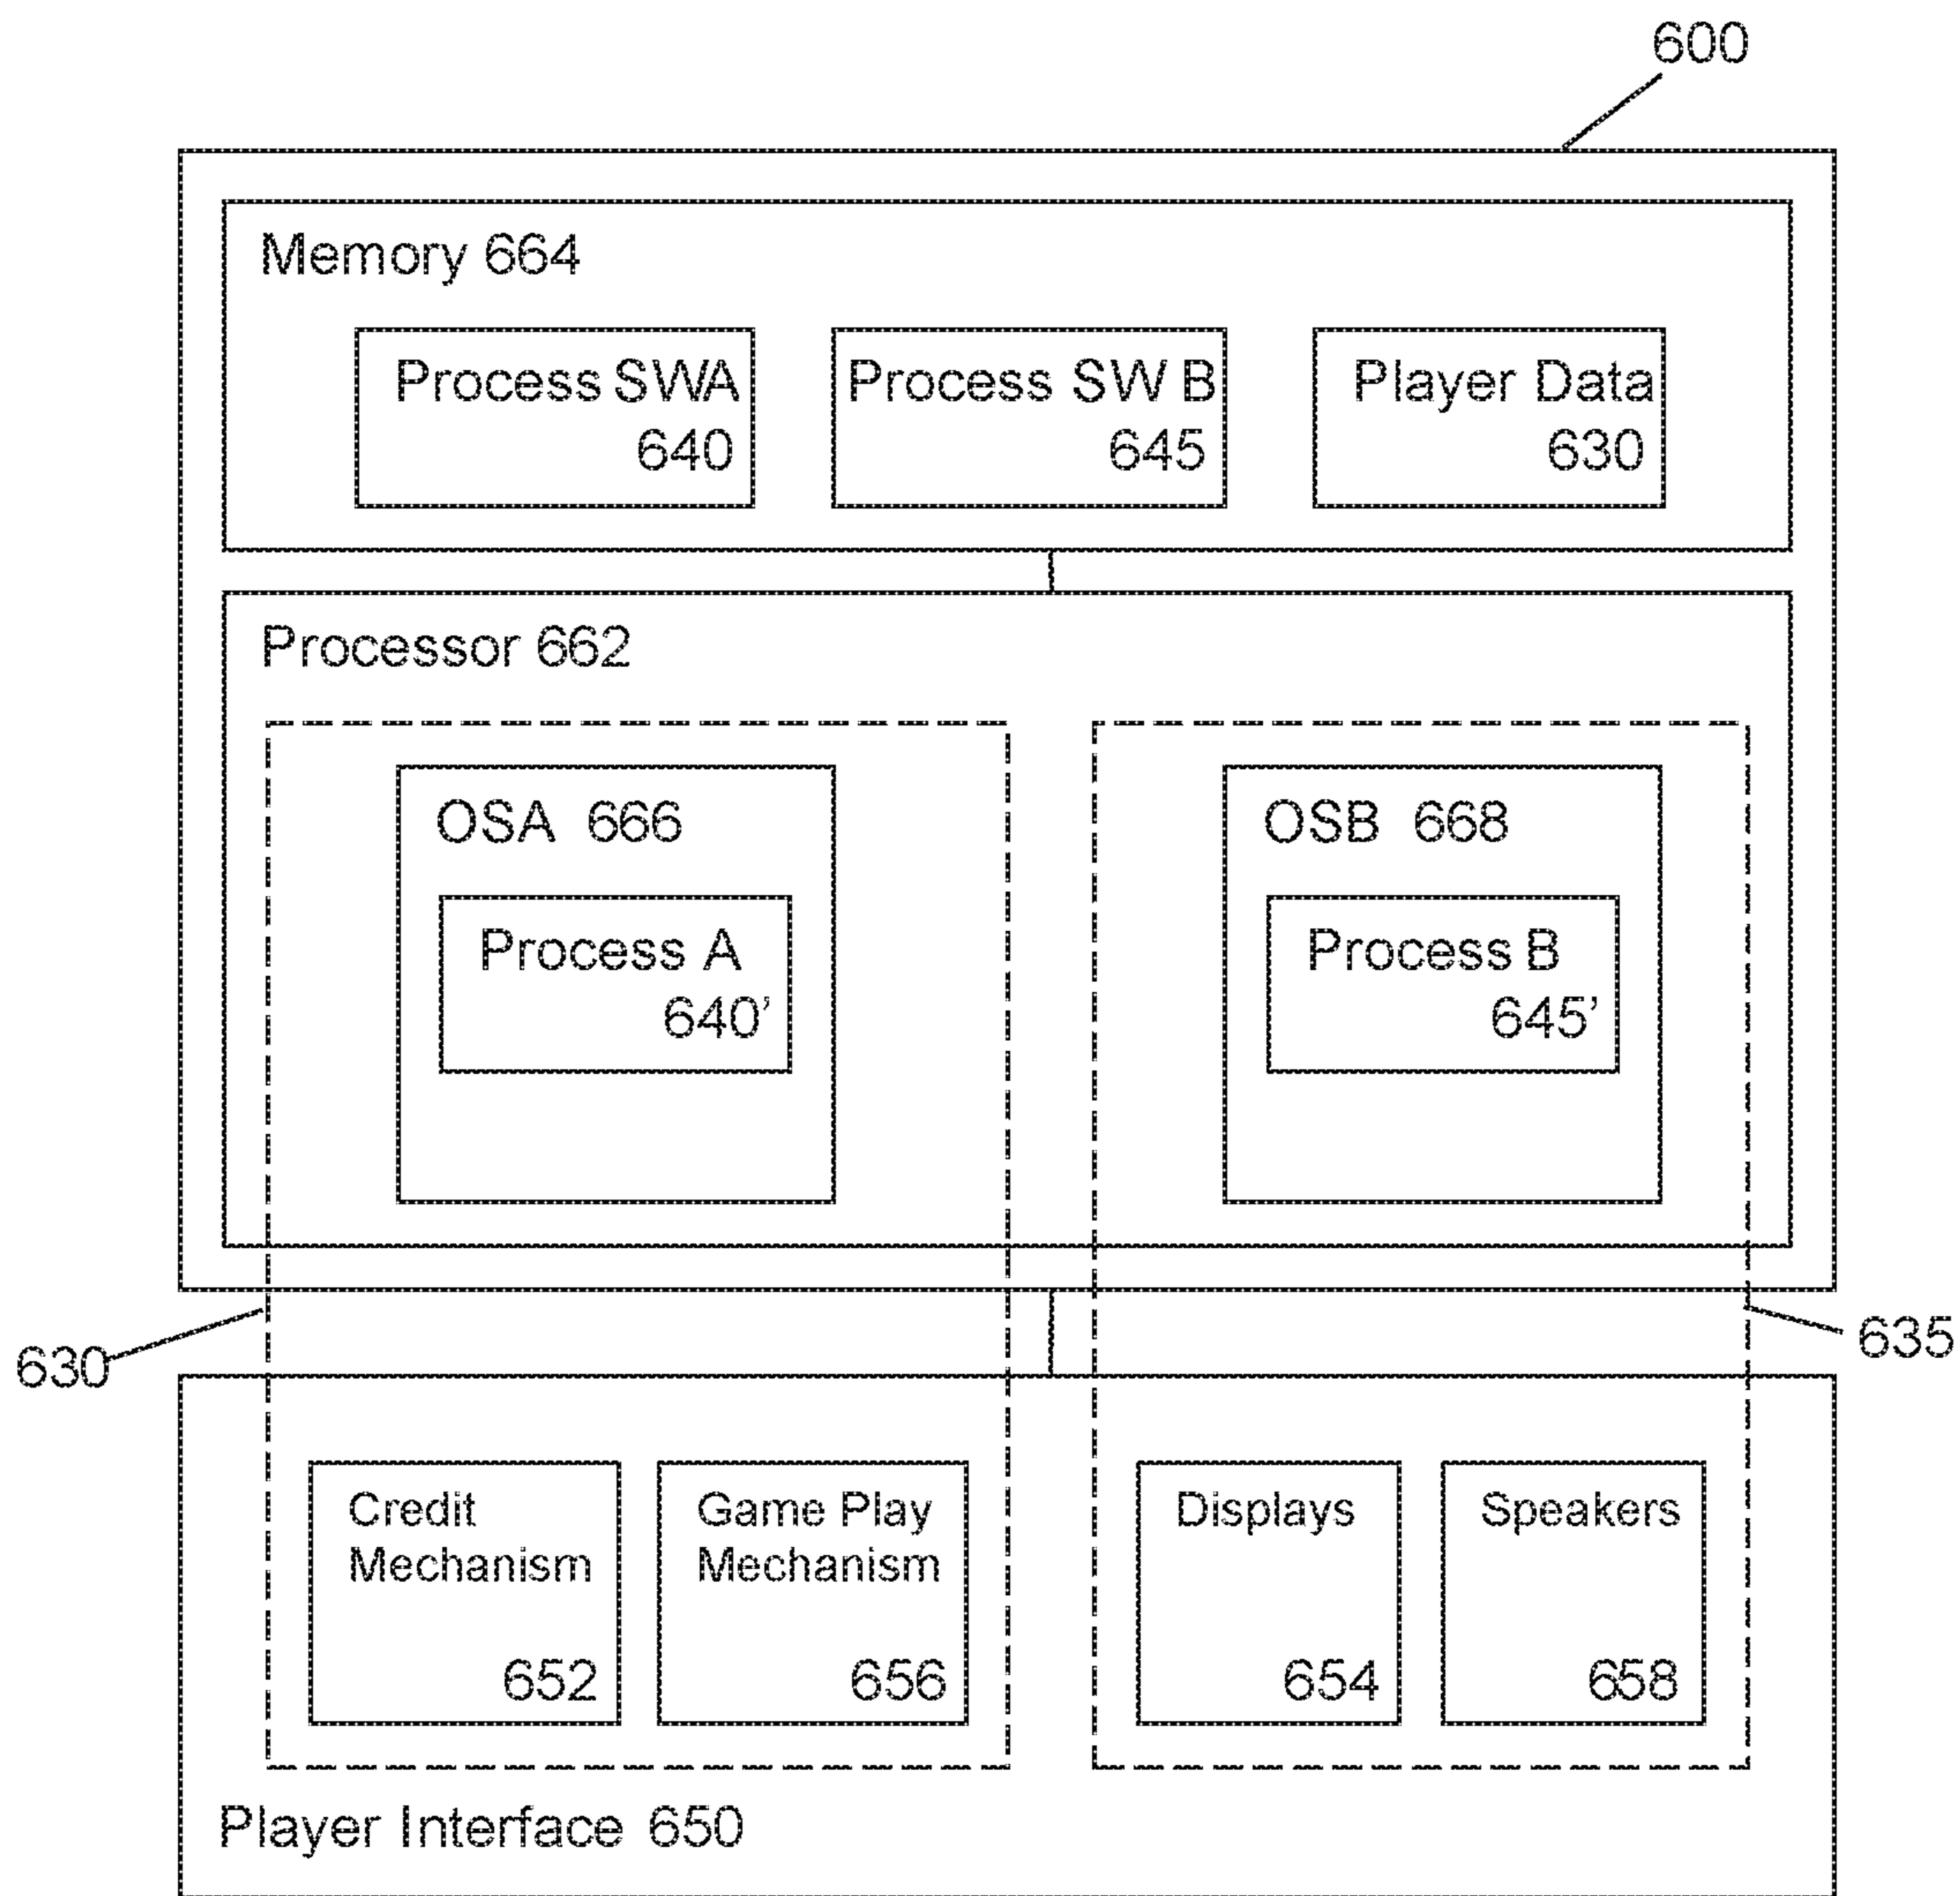 600
Memory 664
Process SWA
640
Process SW B
645
Player Data
630
Processor 662
OSA 666
Process A
640’
OSB 668
Process B
645’
630
635
Credit
Mechanism
652
Game Play
Mechanism
656
Displays
654
Speakers
658
Player Interface 650